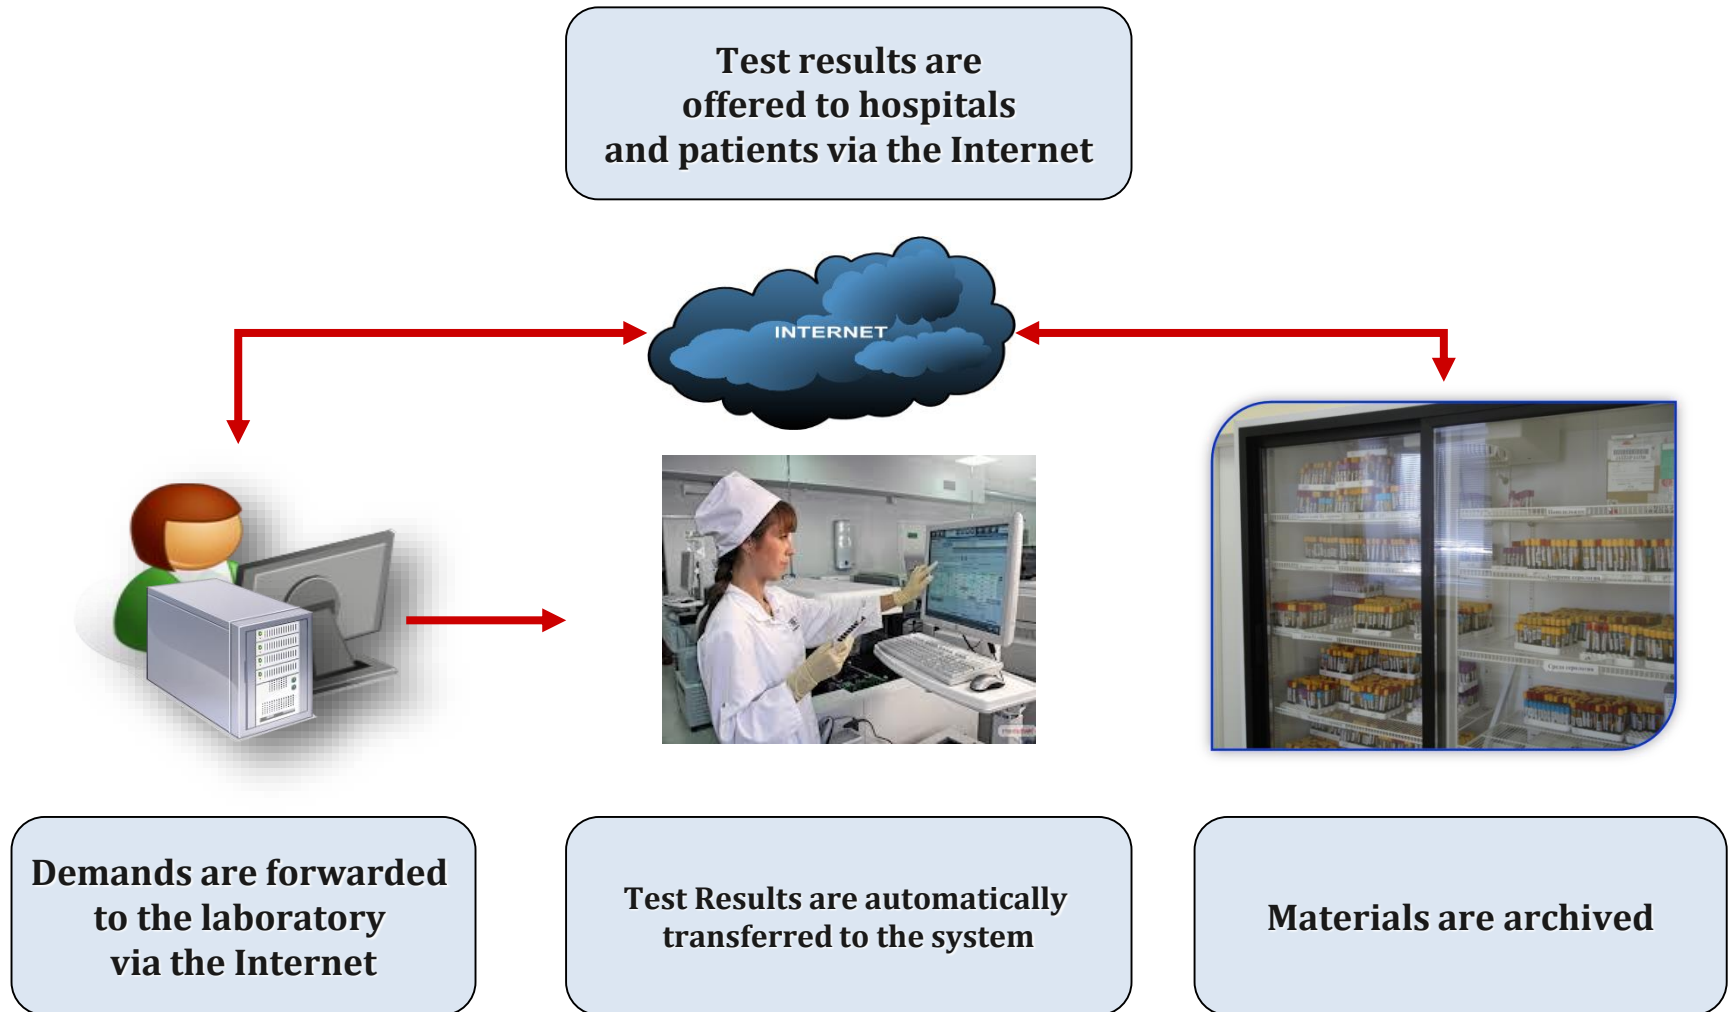 Test results are
offered to hospitals
and patients via the Internet
INTERNET
Demands are forwarded
to the laboratory
via the Internet
Test Results are automatically
transferred to the system
Materials are archived